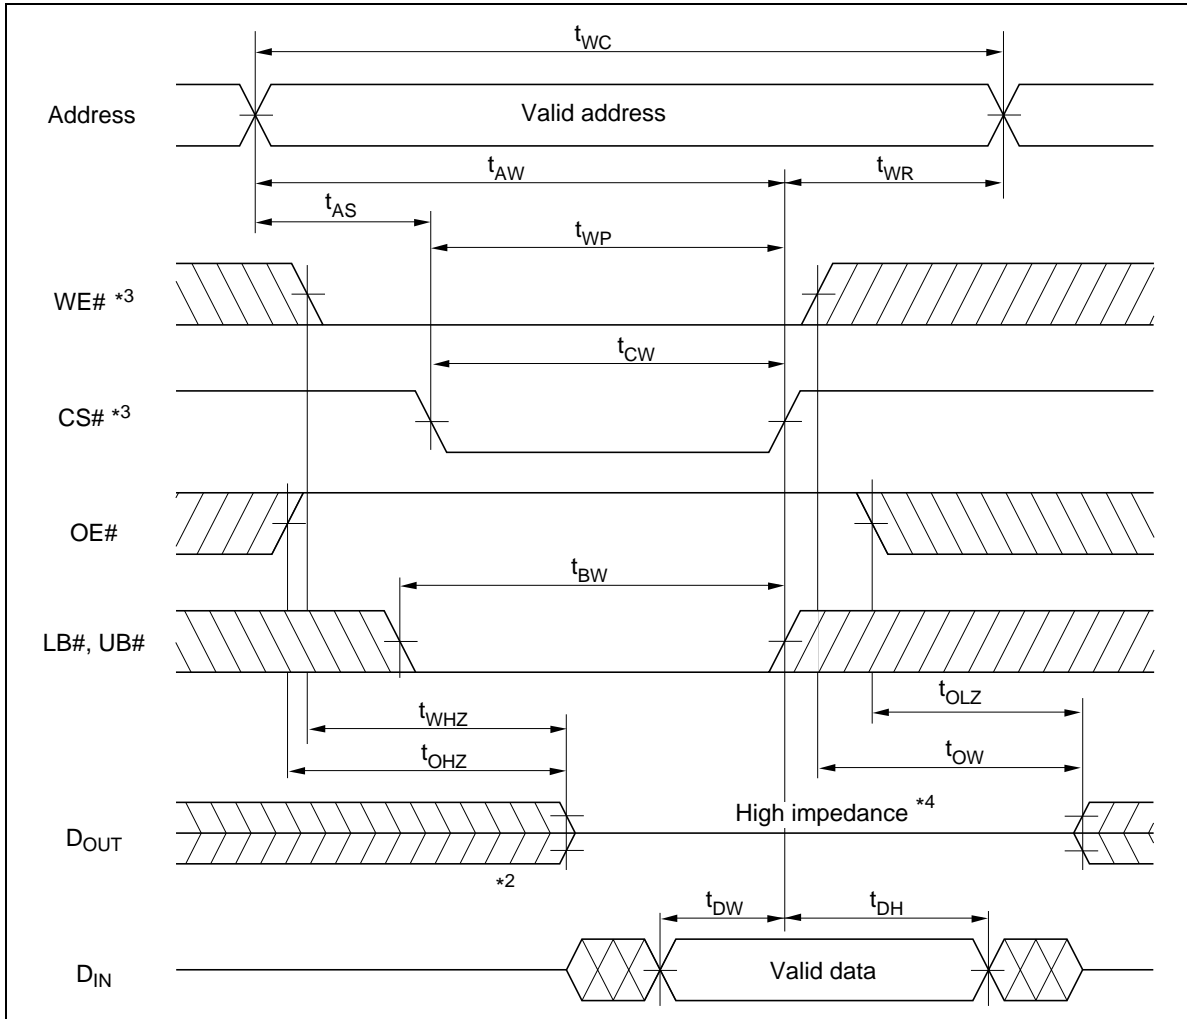 tWC
Address
Valid address
tAW
tWR
tAS
tWP
WE# *3
tCW
CS# *3
OE#
tBW
LB#, UB#
tOLZ
tWHZ
tOW
tOHZ
High impedance *4
DOUT
*2
tDW
tDH
DIN
Valid data